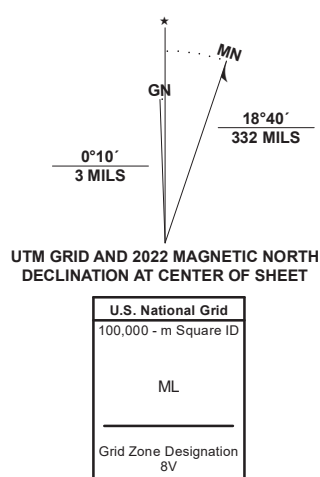 ★
MN
GN
0°10´
3 MILS
18°40´
332 MILS
UTM GRID AND 2022 MAGNETIC NORTH
DECLINATION AT CENTER OF SHEET
U.S. National Grid
100,000 - m Square ID
ML
Grid Zone Designation
8V